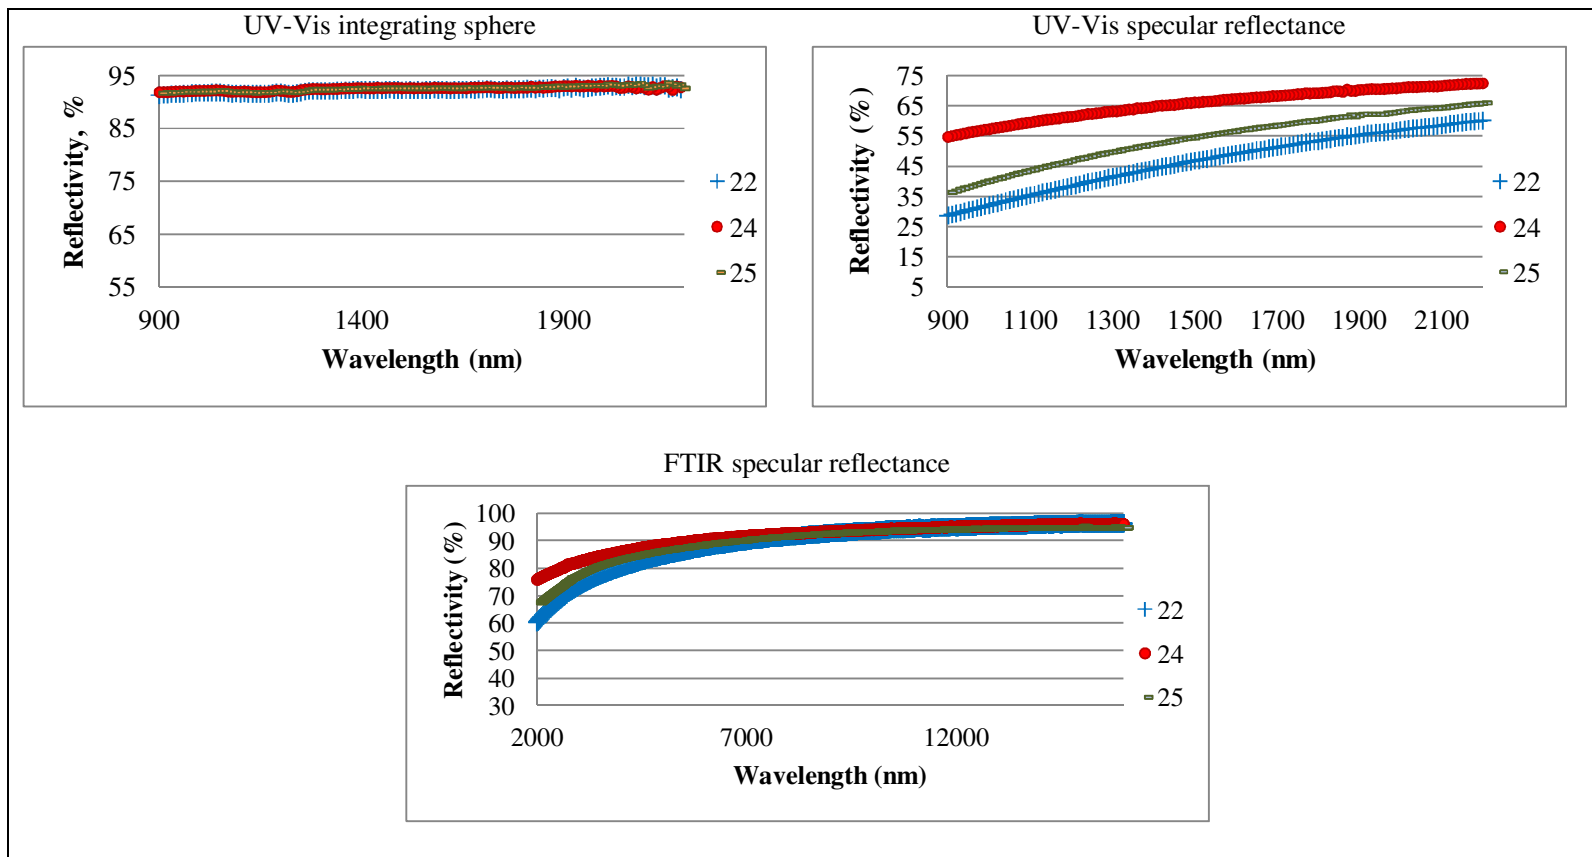 UV-Vis integrating sphere
95
85
75
65
55
900 1400 1900
Reflectivity, %
Wavelength (nm)
22
24
25
UV-Vis specular reflectance
75
65
55
45
35
25
15
5
900 1100 1300 1500 1700 1900 2100
Reflectivity (%)
Wavelength (nm)
22
24
25
FTIR specular reflectance
100
90
80
70
60
50
40
30
2000 7000 12000
Reflectivity (%)
Wavelength (nm)
22
24
25